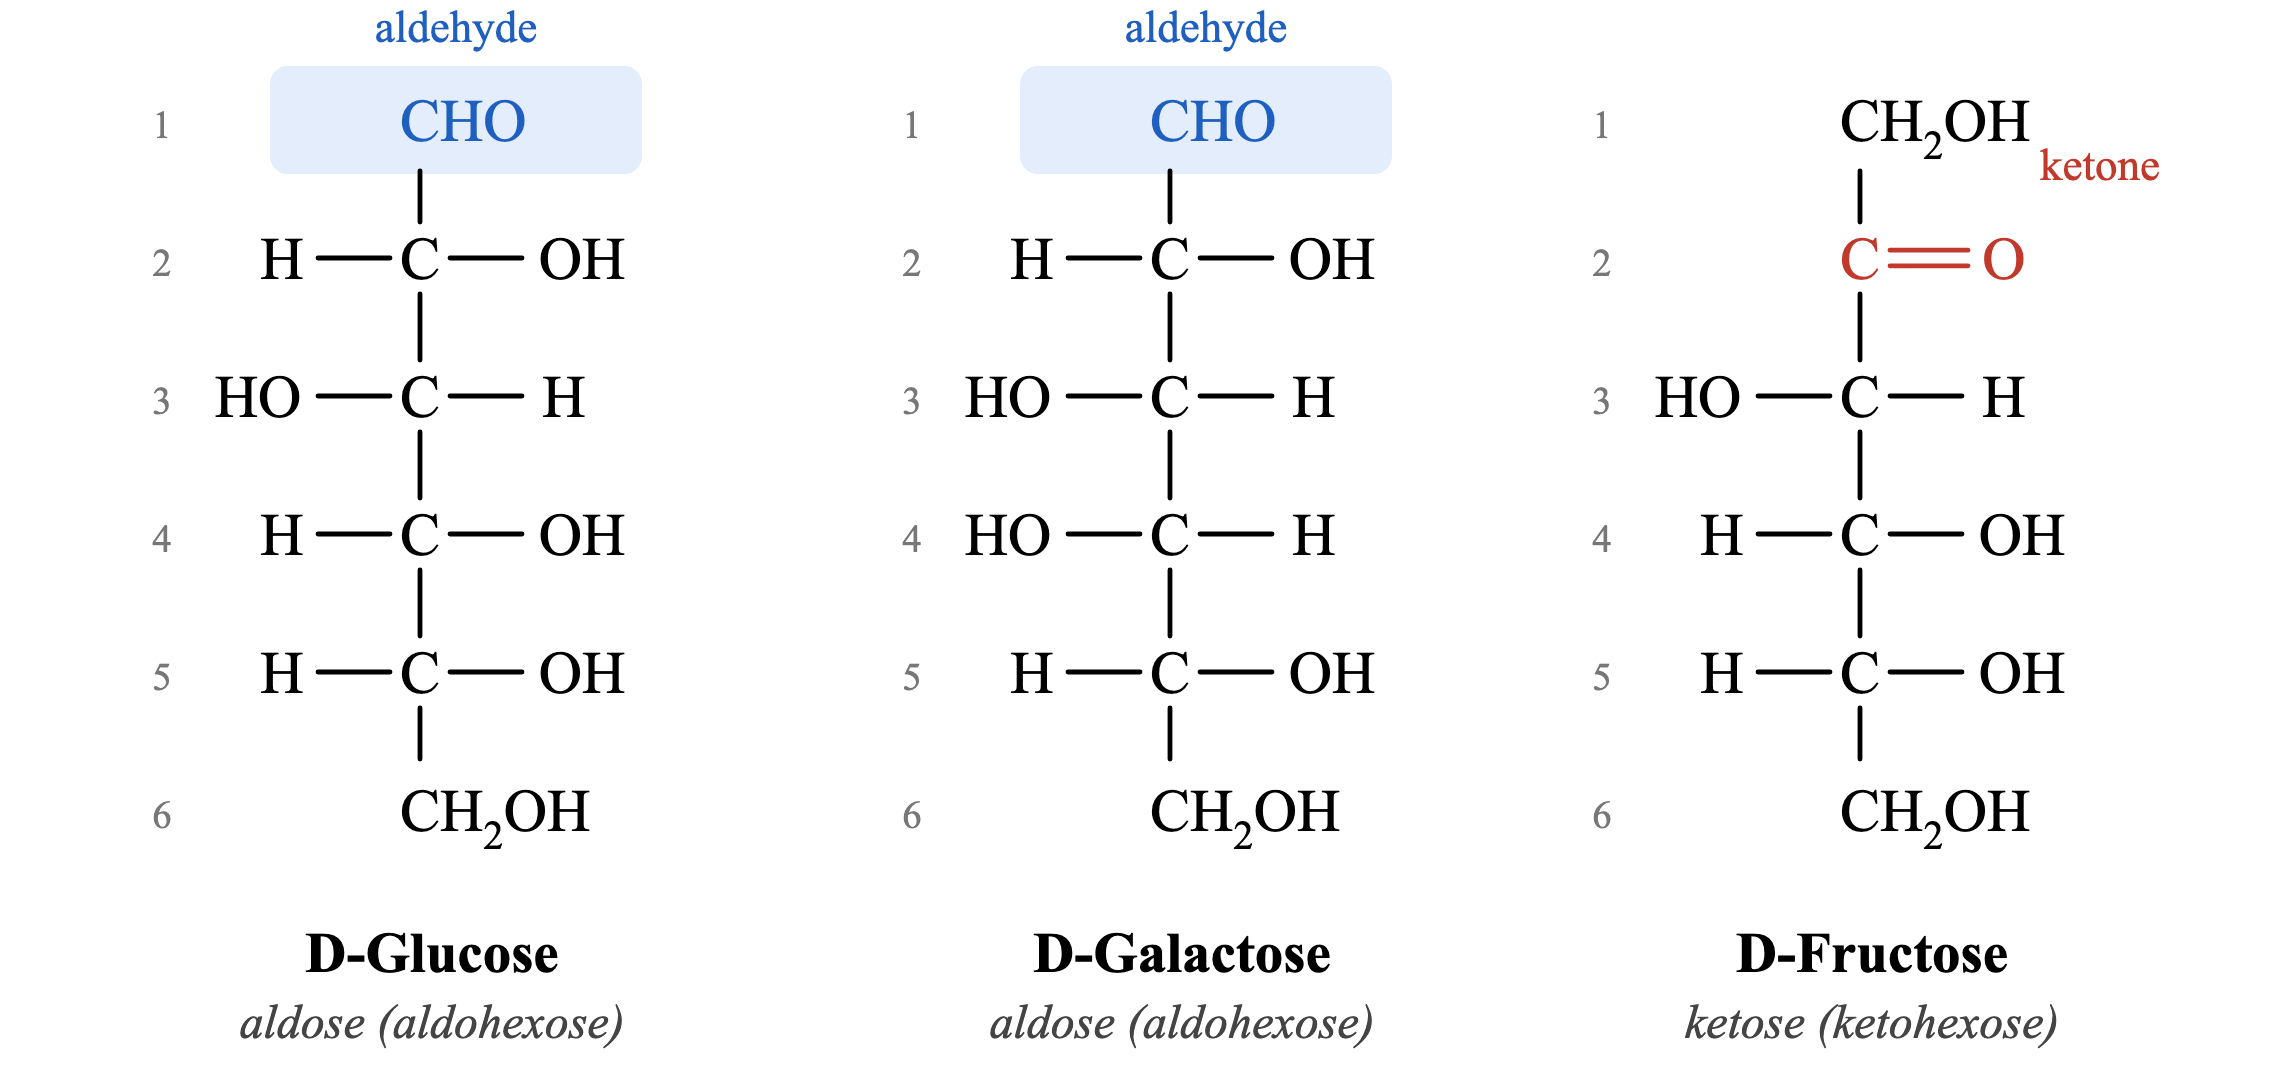 aldehyde aldehyde
1 CHO 1 CHO 1 CH₂OH
ketone
2 H C OH 2 H C OH 2 C O
3 HO C H 3 HO C H 3 HO C H
4 H C OH 4 HO C H 4 H C OH
5 H C OH 5 H C OH 5 H C OH
6 CH₂OH 6 CH₂OH 6 CH₂OH
D-Glucose D-Galactose D-Fructose
aldose (aldohexose) aldose (aldohexose) ketose (ketohexose)